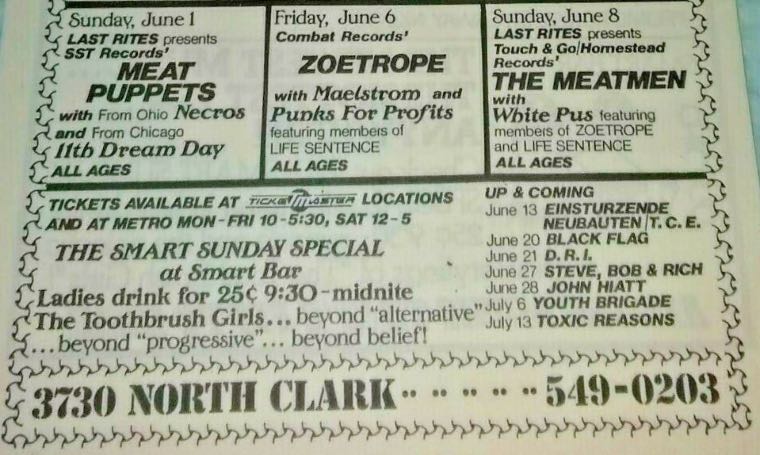 Sunday, June 1
LAST RITES presents
SST Records'
MEAT
PUPPETS
with From Ohio Necros
and From Chicago
11th Dream Day
ALL AGES
Friday, June 6
Combat Records'
ZOETROPE
with Maelstrom and
Punks For Profits
featuring members of
LIFE SENTENCE
ALL AGES
Sunday, June 8
LAST RITES presents
Touch & Go/Homestead
Records'
THE MEATMEN
with
White Pus featuring
members of ZOETROPE
and LIFE SENTENCE
ALL AGES
TICKETS AVAILABLE AT TICKETMASTER LOCATIONS
AND AT METRO MON-FRI 10-5:30, SAT 12-5
THE SMART SUNDAY SPECIAL
at Smart Bar
Ladies drink for 25¢ 9:30-midnite
The Toothbrush Girls... beyond "alternative"
...beyond "progressive"... beyond belief!
UP & COMING
June 13 EINSTURZENDE
NEUBAUTEN/T.C.E.
June 20 BLACK FLAG
June 21 D.R.I.
June 27 STEVE, BOB & RICH
June 28 JOHN HIATT
July 6 YOUTH BRIGADE
July 13 TOXIC REASONS
3730 NORTH CLARK·· ·· ·· ·· ·· ··549-0203